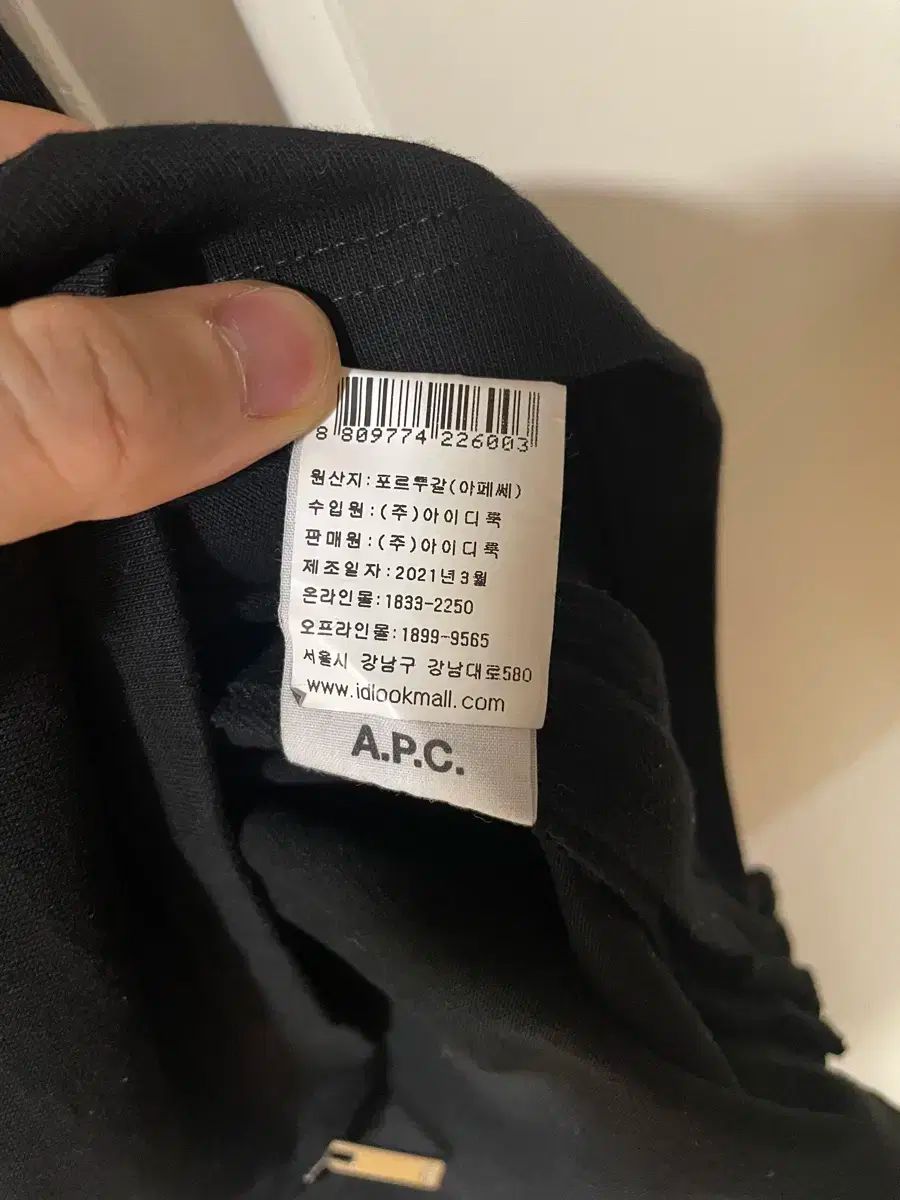 8 809774 226003
원산지:포르투갈(아페쎄)
수입원:(주)아이디룩
판매원:(주)아이디룩
제조일자:2021년3월
온라인몰:1833-2250
오프라인몰:1899-9565
서울시 강남구 강남대로580
www.idlookmall.com
A.P.C.